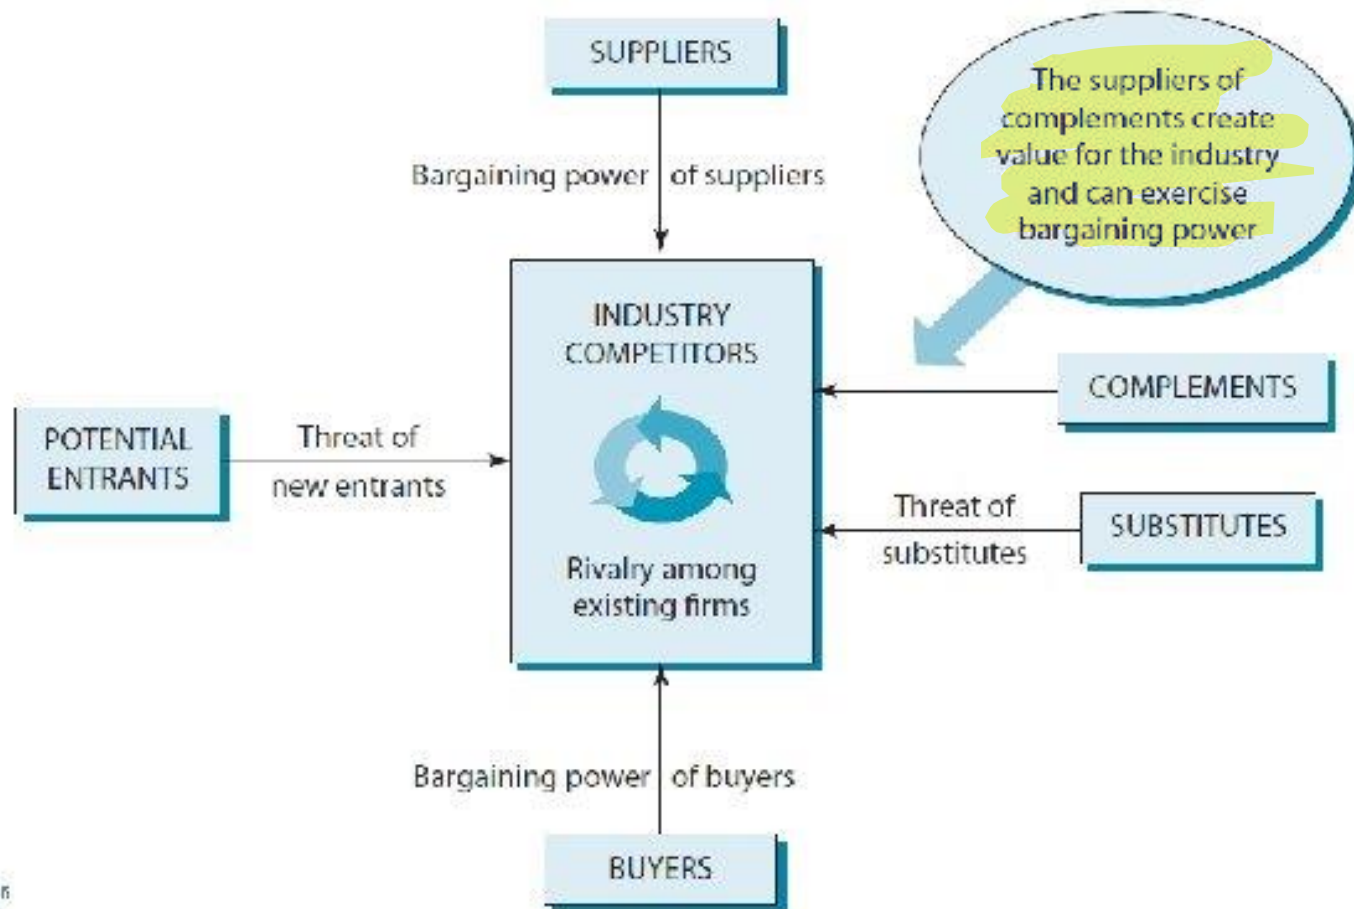 SUPPLIERS
The suppliers of
complements create
value for the industry
and can exercise
bargaining power
Bargaining power of suppliers
INDUSTRY
COMPETITORS
COMPLEMENTS
POTENTIAL
ENTRANTS
Threat of
new entrants
Threat of
substitutes
SUBSTITUTES
Rivalry among
existing firms
Bargaining power of buyers
BUYERS